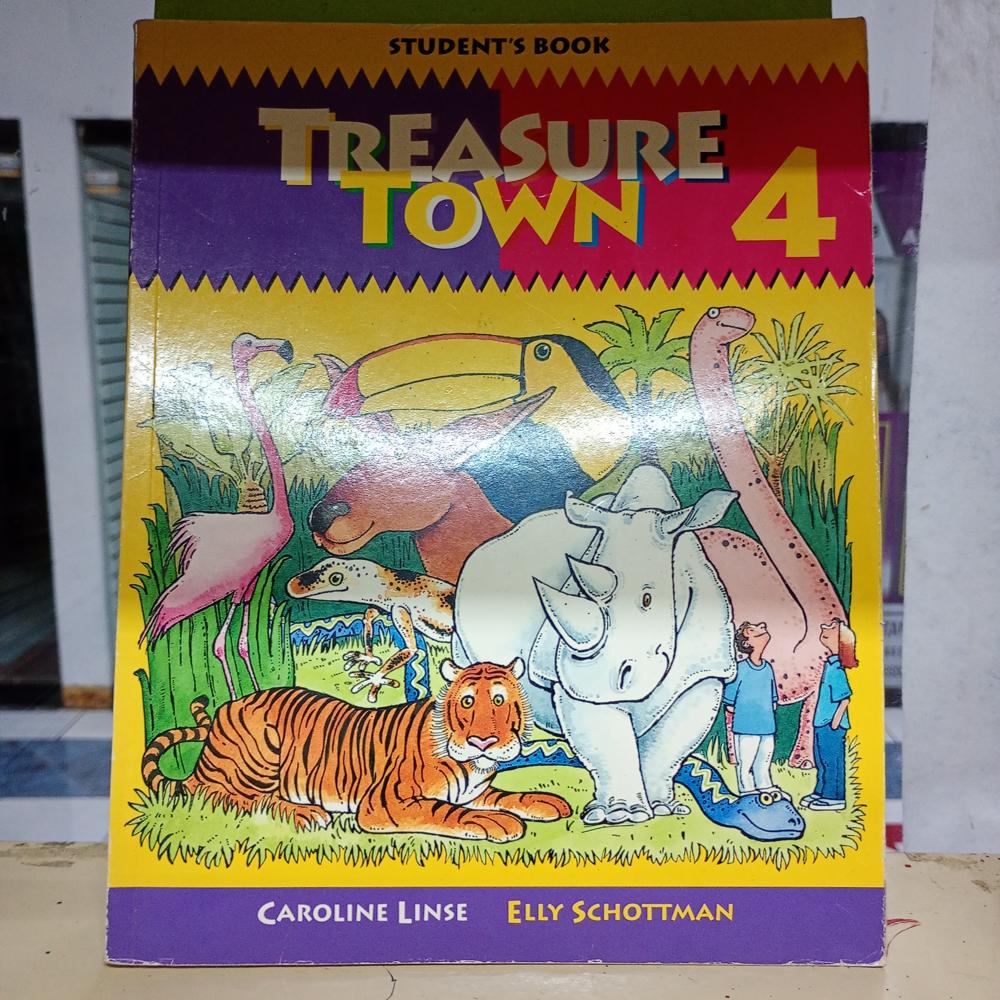 STUDENT'S BOOK
TREASURE
TOWN
4
CAROLINE LINSE ELLY SCHOTTMAN